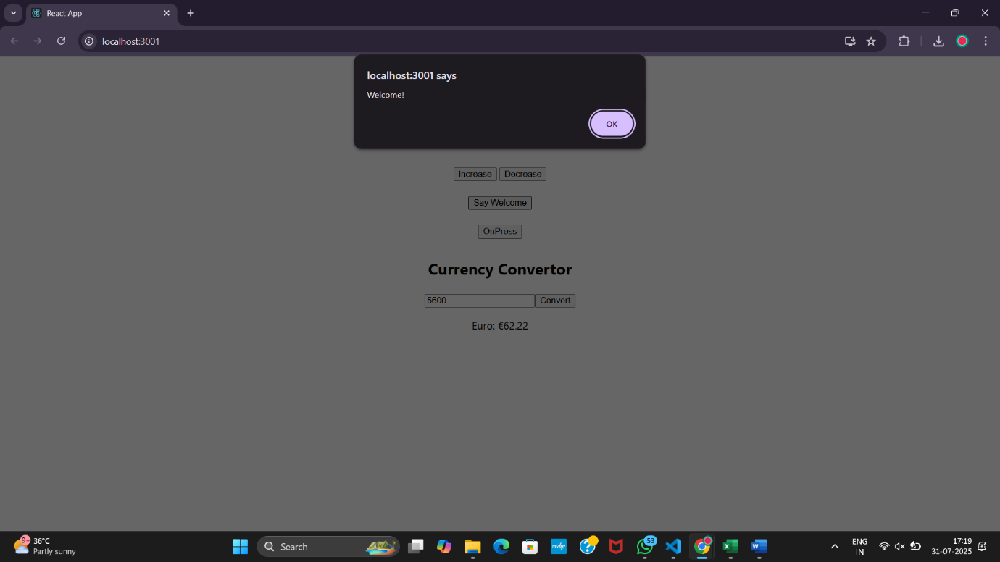 React App
localhost:3001
localhost:3001 says
Welcome!
OK
Increase Decrease
Say Welcome
OnPress
Currency Convertor
5600 Convert
Euro: €62.22
9+
36°C
Partly sunny
Search
myhp
53
ENG
IN
17:19
31-07-2025